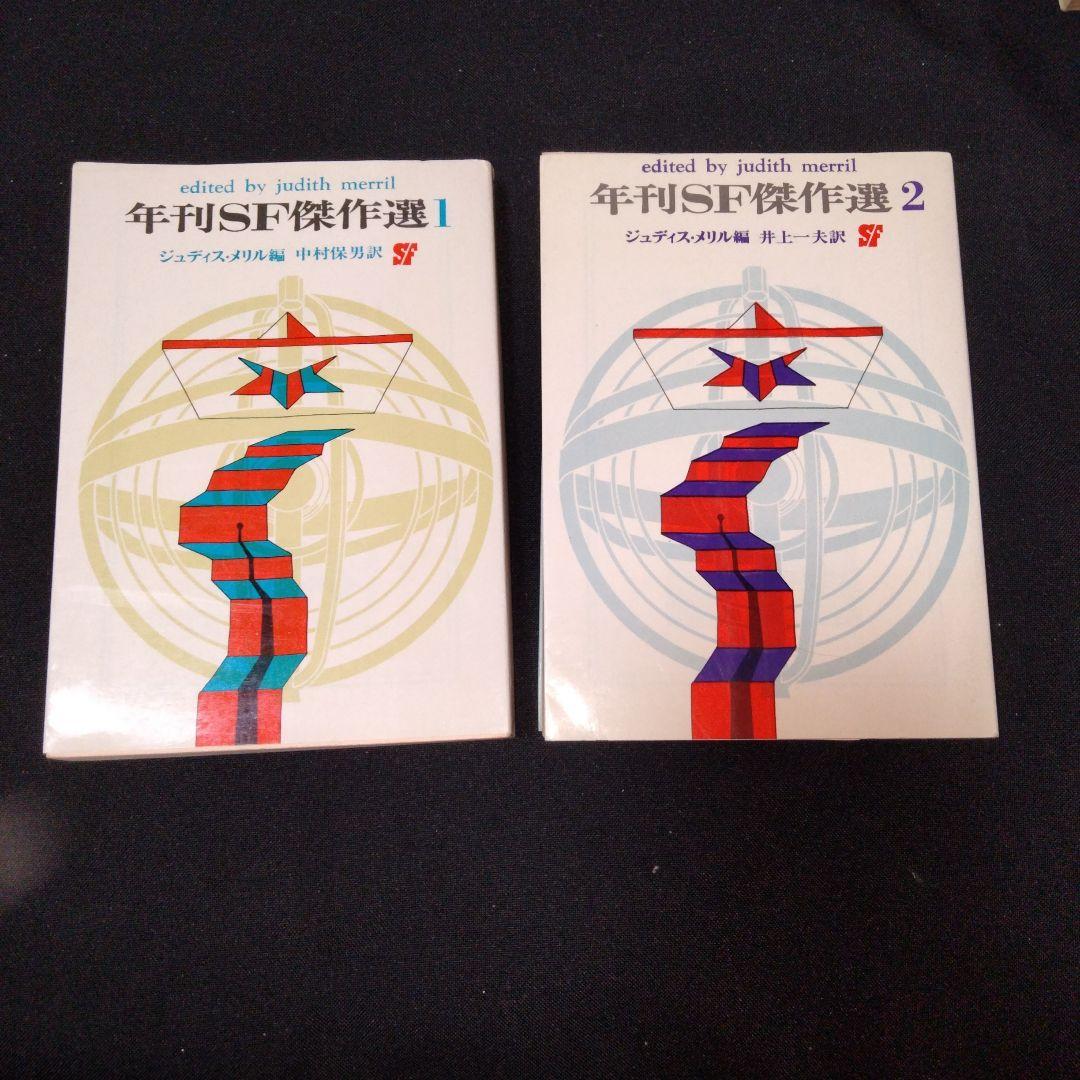 edited by judith merril
年刊SF傑作選1
ジュディス・メリル編 中村保男訳 SF
edited by judith merril
年刊SF傑作選2
ジュディス・メリル編 井上一夫訳 SF